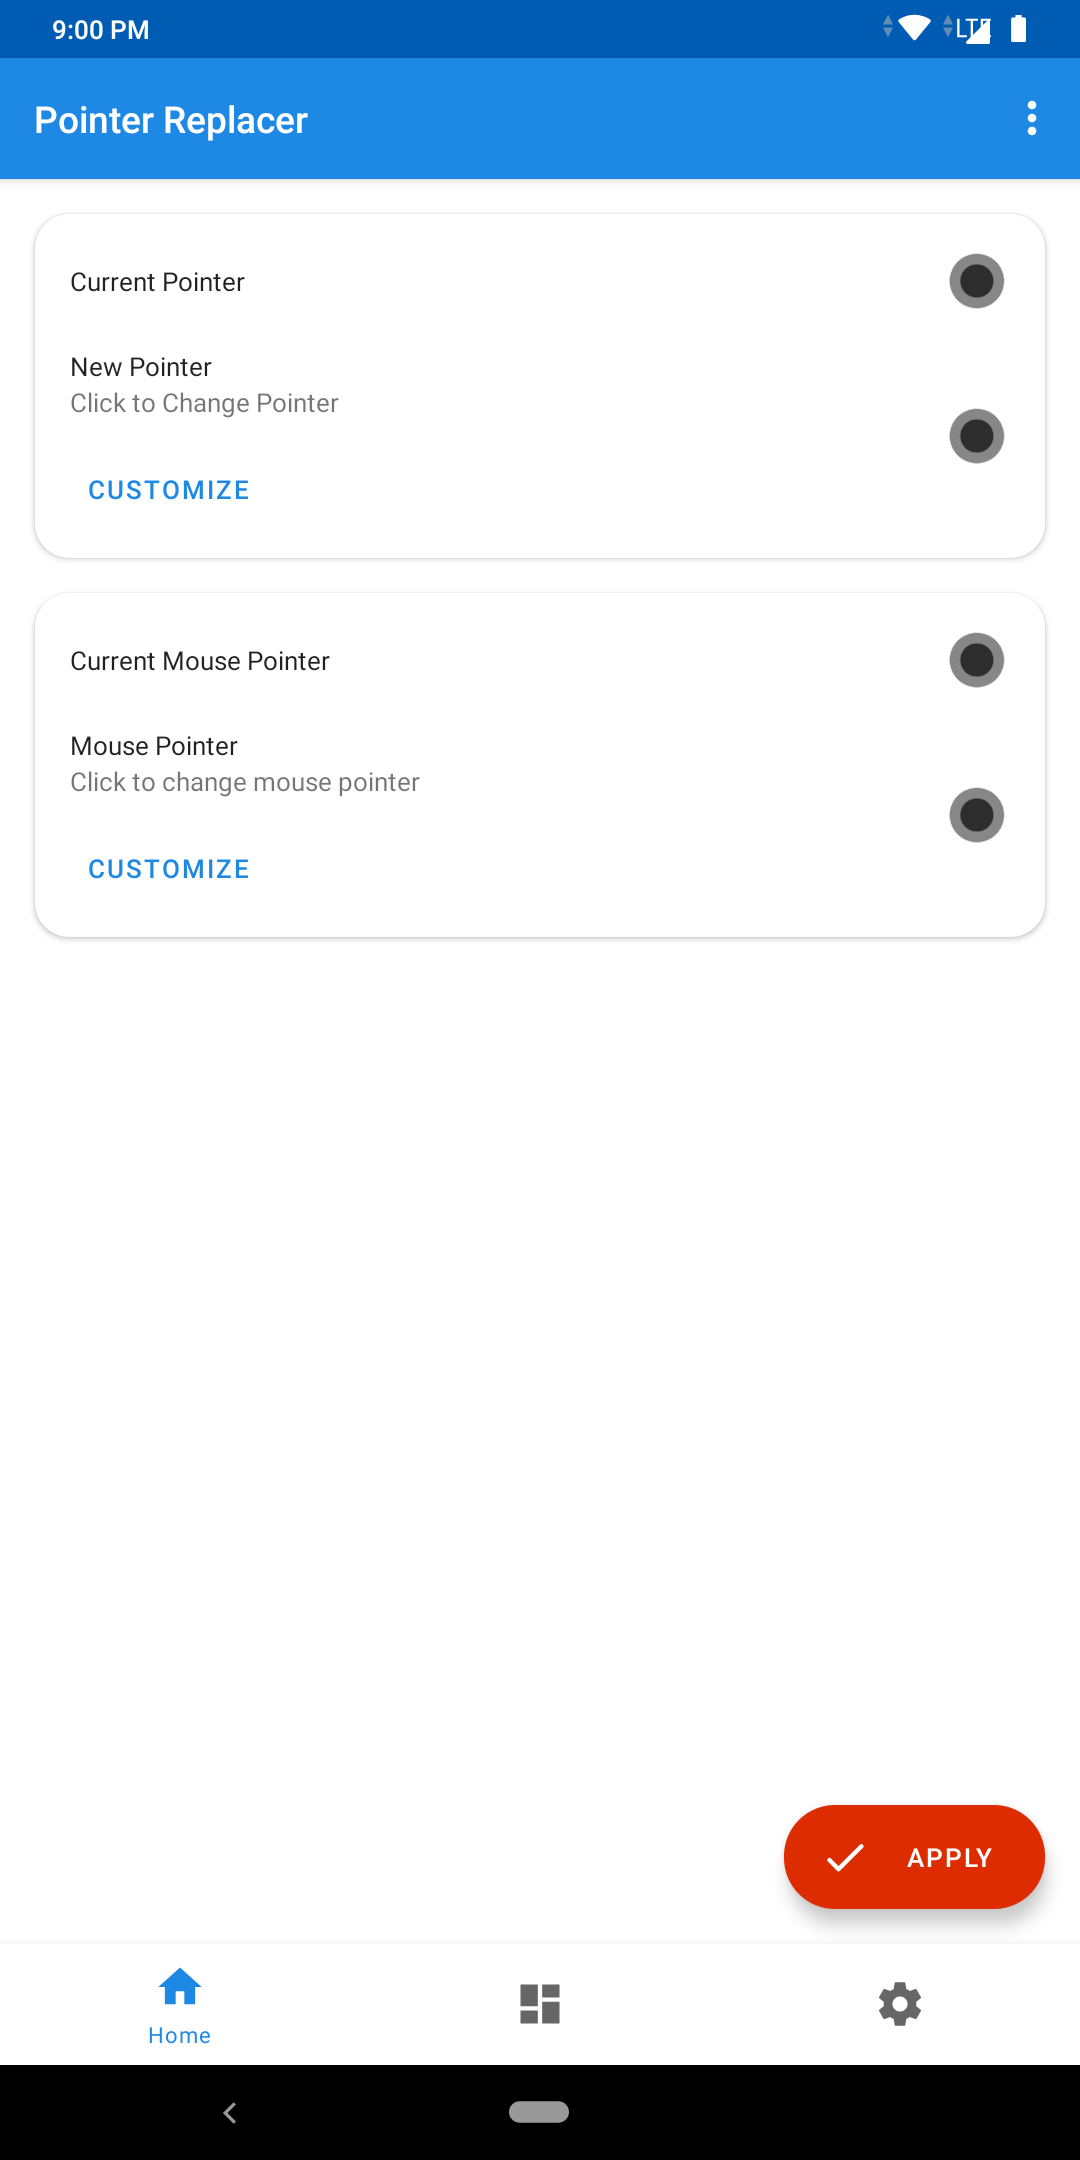 9:00 PM
LTE
Pointer Replacer
Current Pointer
New Pointer
Click to Change Pointer
CUSTOMIZE
Current Mouse Pointer
Mouse Pointer
Click to change mouse pointer
CUSTOMIZE
APPLY
Home